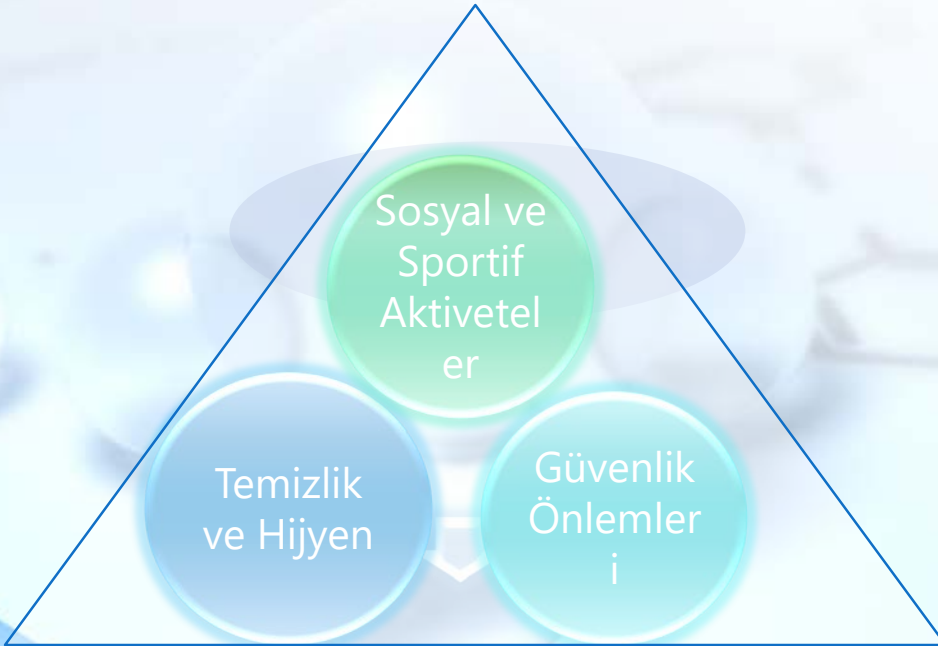 Sosyal ve
Sportif
Aktivetel
er
Temizlik
ve Hijyen
Güvenlik
Önlemler
i